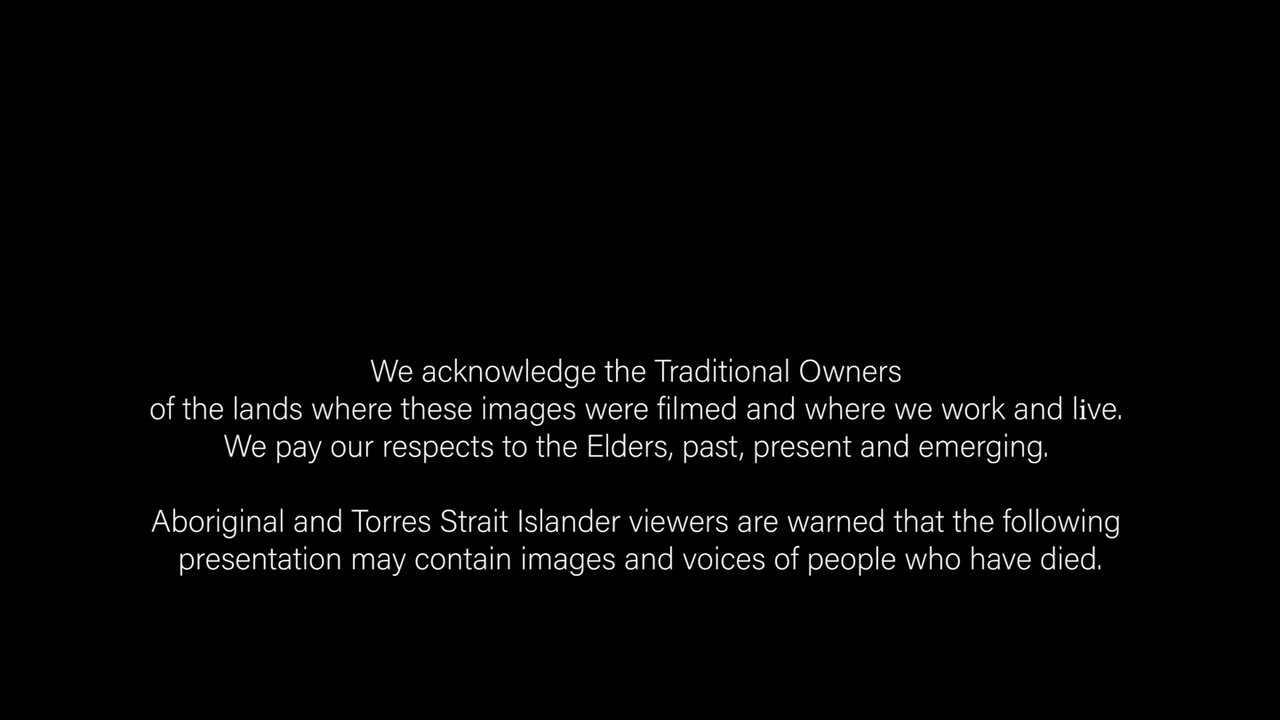 We acknowledge the Traditional Owners
of the lands where these images were filmed and where we work and live.
We pay our respects to the Elders, past, present and emerging.
Aboriginal and Torres Strait Islander viewers are warned that the following
presentation may contain images and voices of people who have died.